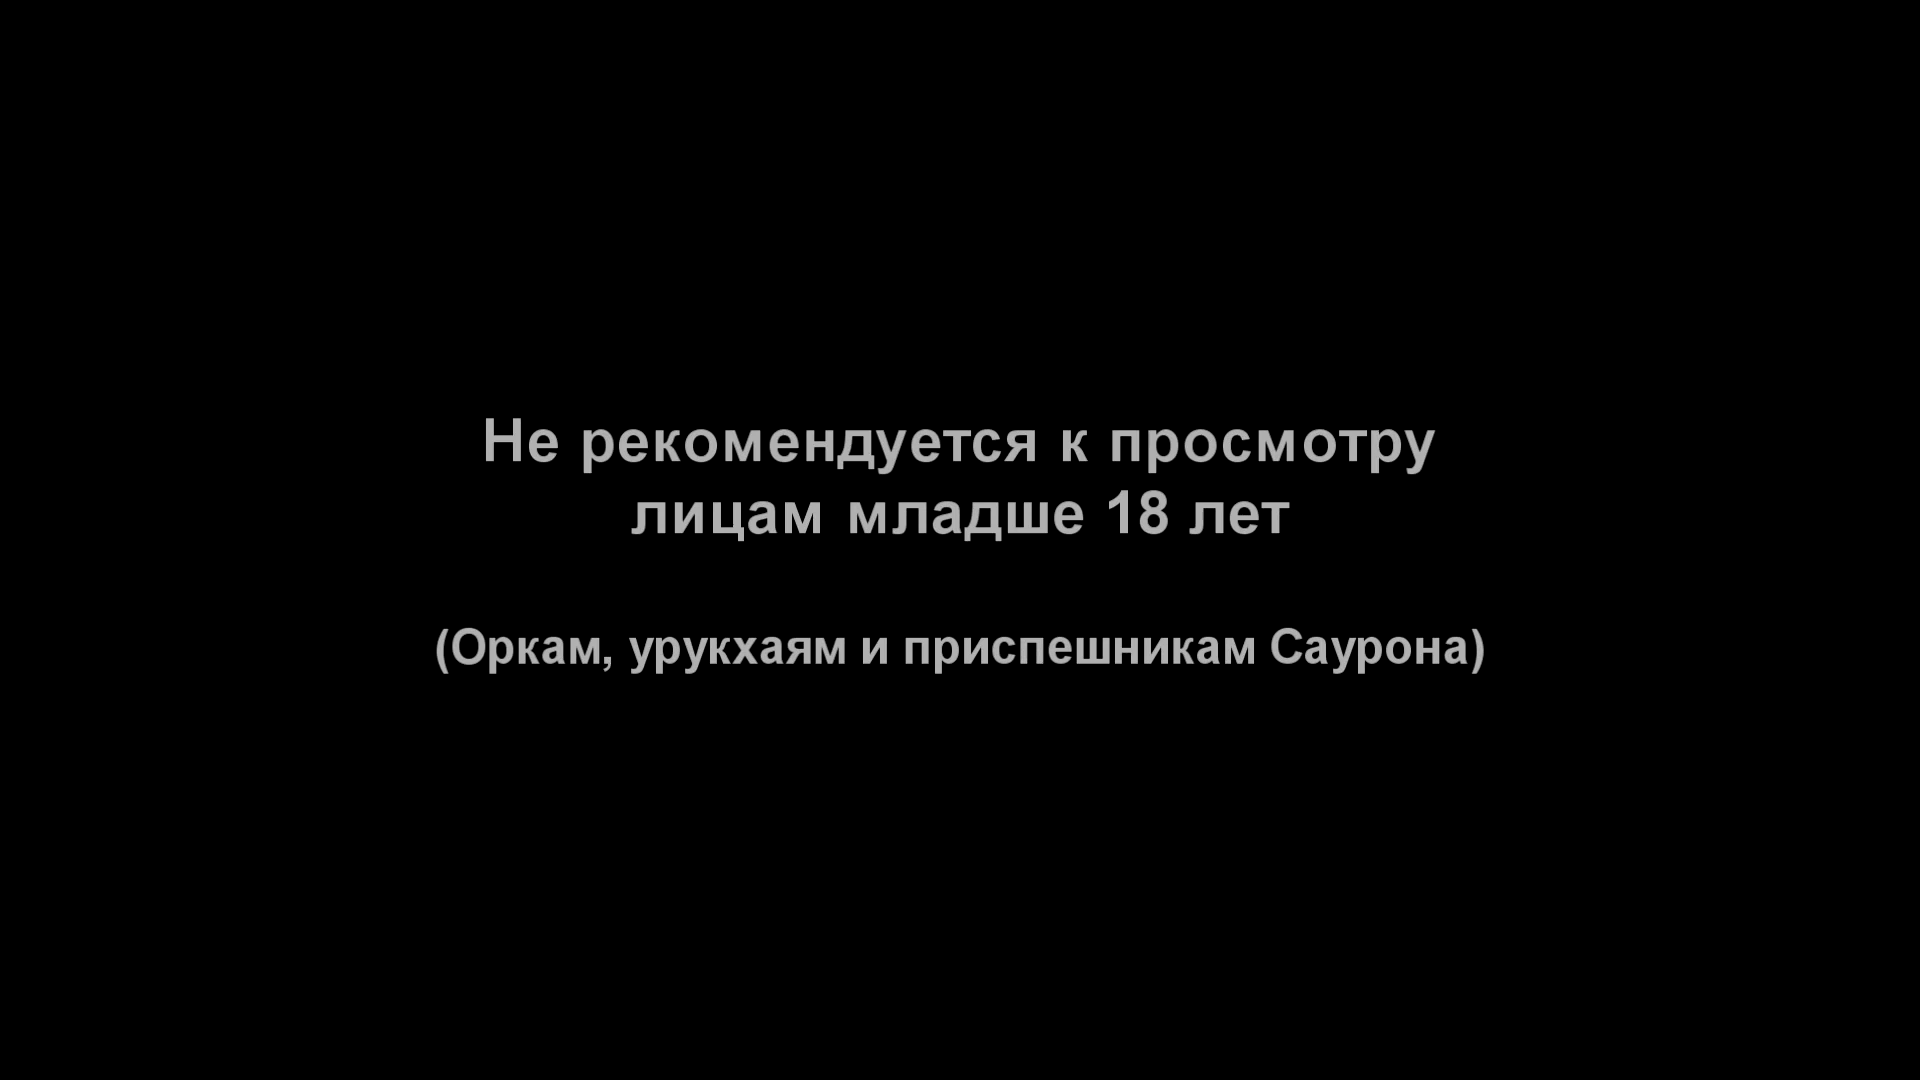 Не рекомендуется к просмотру
лицам младше 18 лет
(Оркам, урукхаям и приспешникам Саурона)